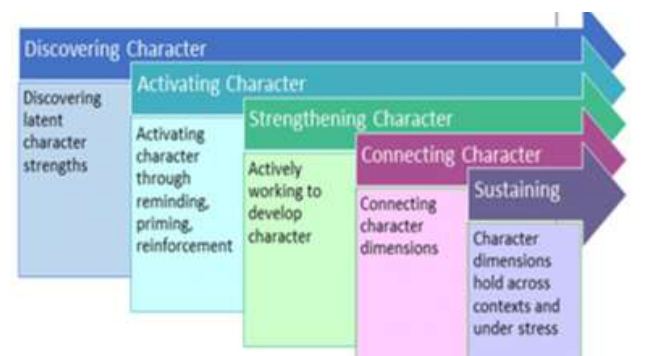 Discovering Character
Discovering
latent
character
strengths
Activating Character
Activating
character
through
reminding,
priming,
reinforcement
Strengthening Character
Actively
working to
develop
character
Connecting Character
Connecting
character
dimensions
Sustaining
Character
dimensions
hold across
contexts and
under stress